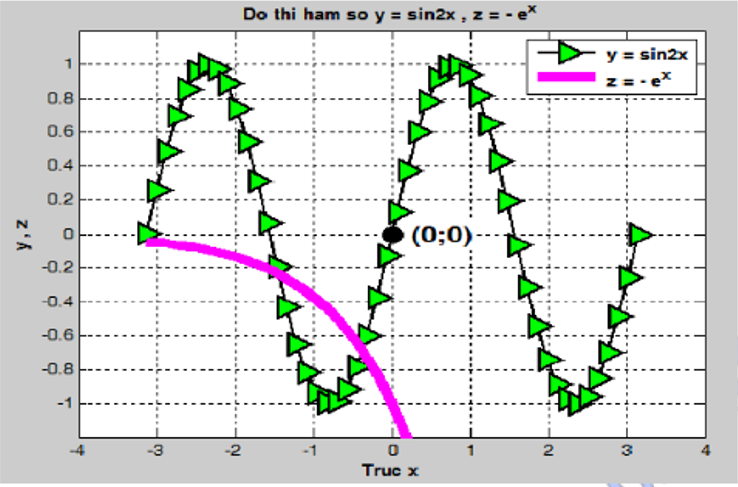 Do thi ham so y = sin2x , z = - e^x
y = sin2x
z = - e^x
1
0.8
0.6
0.4
0.2
0
-0.2
-0.4
-0.6
-0.8
-1
y, z
(0;0)
-4 -3 -2 -1 0 1 2 3 4
Truc x